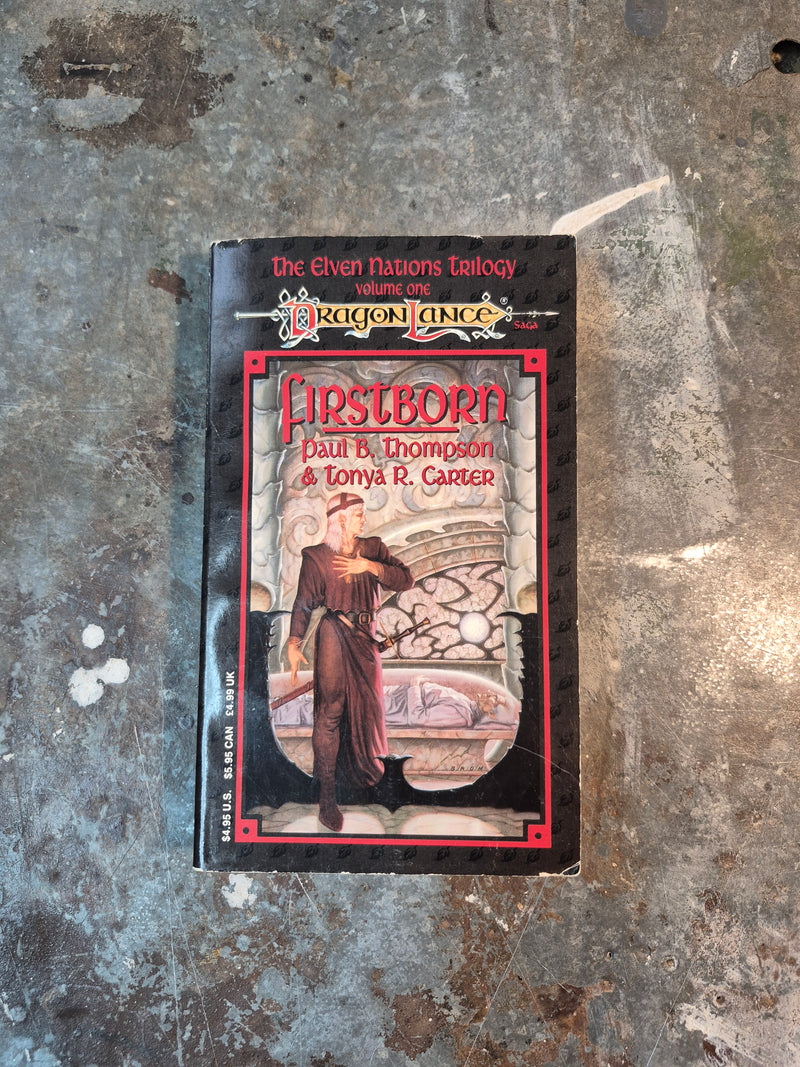 The Elven Nations Trilogy
Volume One
DragonLance®
Saga
Firstborn
Paul B. Thompson
& Tonya R. Carter
BROM
$4.95 U.S. $5.95 CAN £4.99 UK